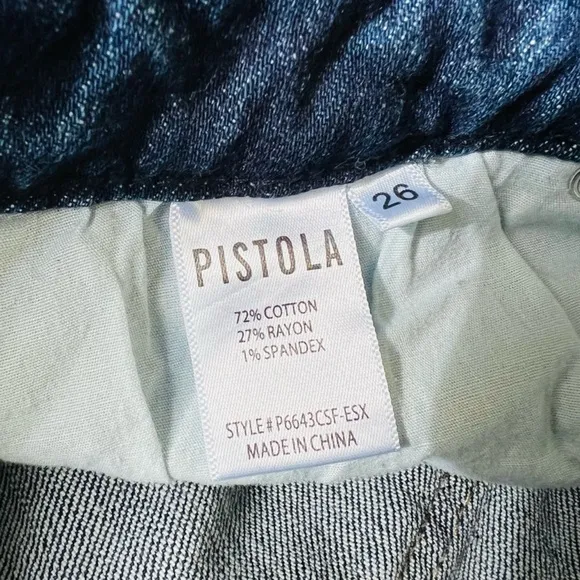 PISTOLA
26
72% COTTON
27% RAYON
1% SPANDEX
STYLE# P6643CSF-ESX
MADE IN CHINA